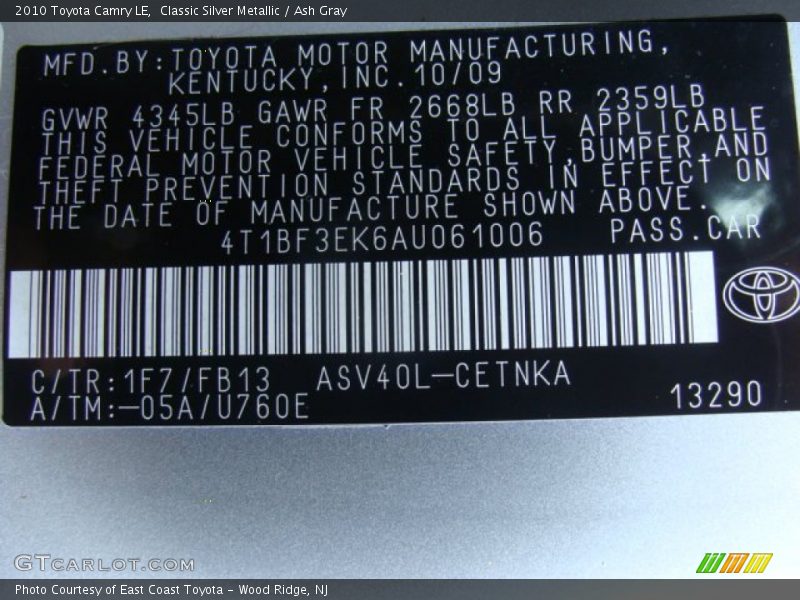 2010 Toyota Camry LE,  Classic Silver Metallic / Ash Gray
MFD.BY:TOYOTA MOTOR MANUFACTURING,
KENTUCKY,INC.10/09
GVWR 4345LB GAWR FR 2668LB RR 2359LB
THIS VEHICLE CONFORMS TO ALL APPLICABLE
FEDERAL MOTOR VEHICLE SAFETY,BUMPER,AND
THEFT PREVENTION STANDARDS IN EFFECT ON
THE DATE OF MANUFACTURE SHOWN ABOVE.
4T1BF3EK6AU061006 PASS.CAR
C/TR:1F7/FB13 ASV40L-CETNKA
A/TM:-05A/U760E 13290
GTCARLOT.COM
Photo Courtesy of East Coast Toyota - Wood Ridge, NJ